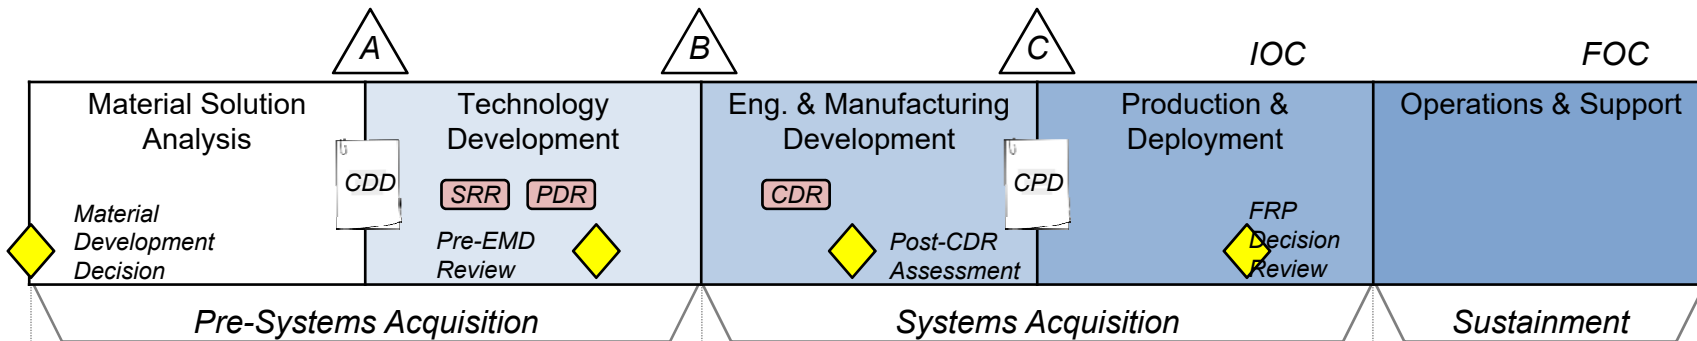 A
B
C
IOC
FOC
Material Solution
Analysis
Technology
Development
Eng. & Manufacturing
Development
Production &
Deployment
Operations & Support
CDD
SRR
PDR
CDR
CPD
Material
Development
Decision
Pre-EMD
Review
Post-CDR
Assessment
FRP
Decision
Review
Pre-Systems Acquisition
Systems Acquisition
Sustainment